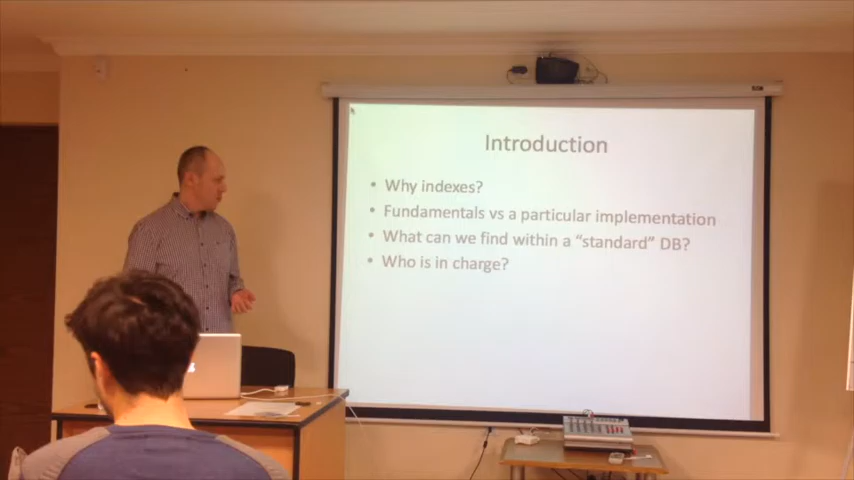 Introduction
• Why indexes?
• Fundamentals vs a particular implementation
• What can we find within a “standard” DB?
• Who is in charge?